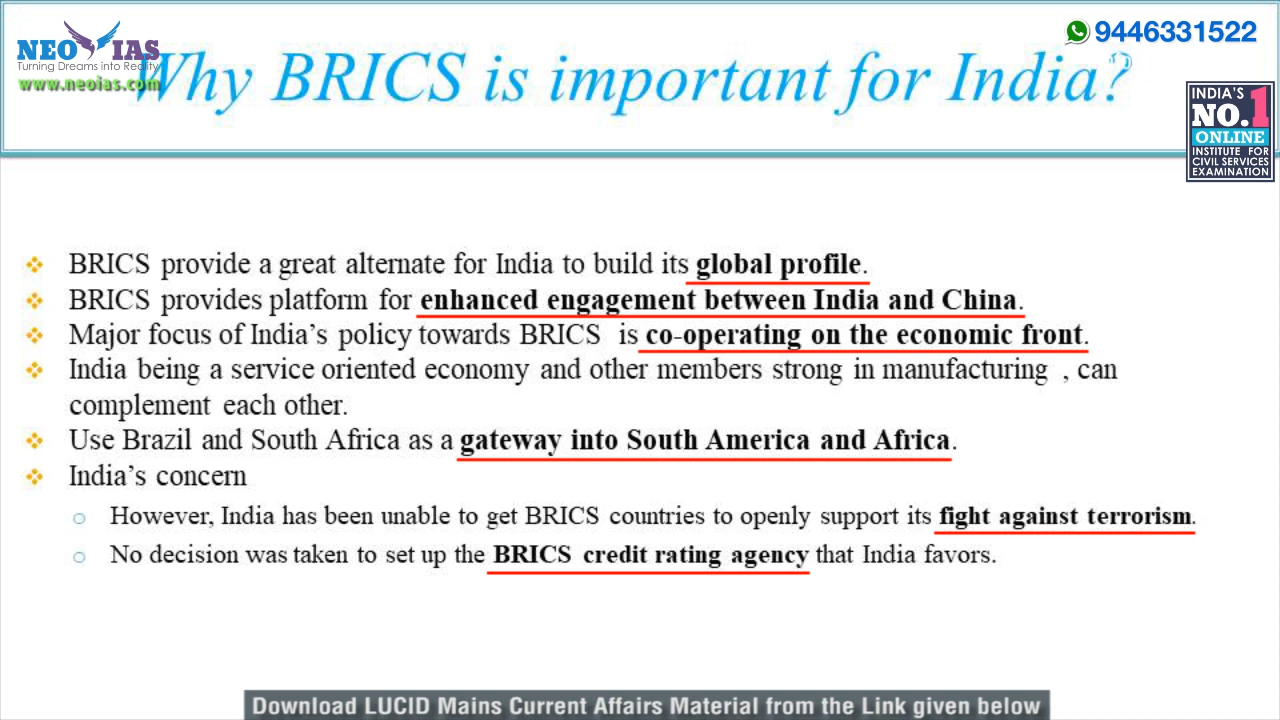 NEO IAS
Turning Dreams into Reality
www.neoias.com
9446331522
Why BRICS is important for India?
INDIA'S
NO.1
ONLINE
INSTITUTE FOR
CIVIL SERVICES
EXAMINATION
BRICS provide a great alternate for India to build its global profile.
BRICS provides platform for enhanced engagement between India and China.
Major focus of India's policy towards BRICS is co-operating on the economic front.
India being a service oriented economy and other members strong in manufacturing , can
complement each other.
Use Brazil and South Africa as a gateway into South America and Africa.
India's concern
However, India has been unable to get BRICS countries to openly support its fight against terrorism.
No decision was taken to set up the BRICS credit rating agency that India favors.
Download LUCID Mains Current Affairs Material from the Link given below